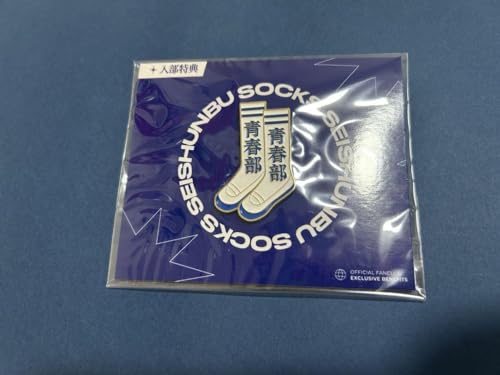 入部特典
SEISHUNBU SOCKS SEISHUNBU SOCKS
青春部
青春部
OFFICIAL FANCLUB
EXCLUSIVE BENEFITS